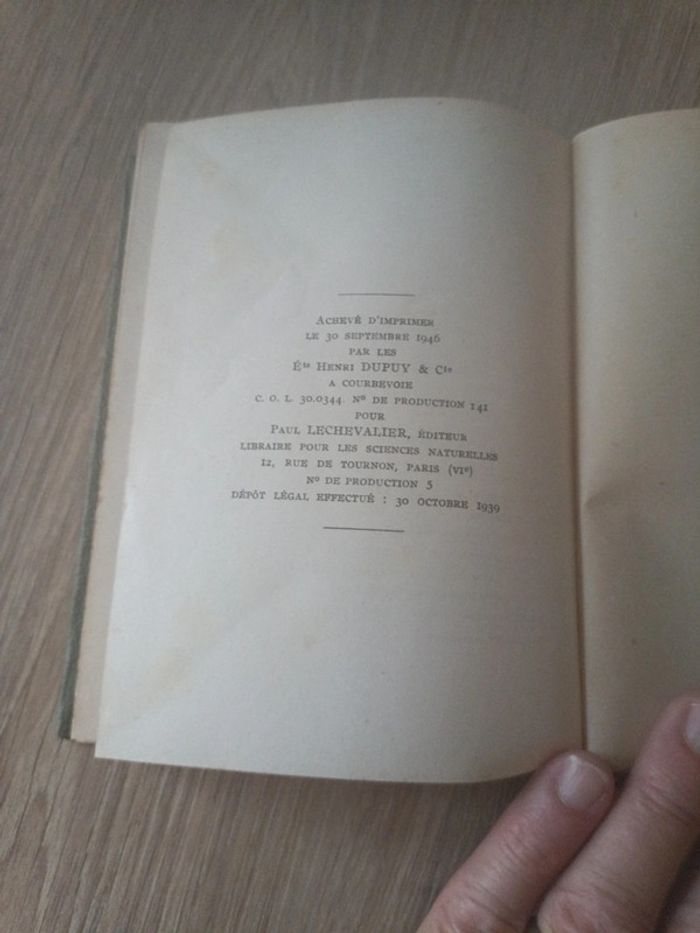 Achevé d'imprimer
le 30 septembre 1946
par les
Éts Henri DUPUY & Cie
a Courbevoie
C. O. L. 30.0344. No de production 141
pour
Paul LECHEVALIER, éditeur
libraire pour les sciences naturelles
12, rue de Tournon, Paris (VIe)
No de production 5
Dépôt légal effectué : 30 octobre 1939